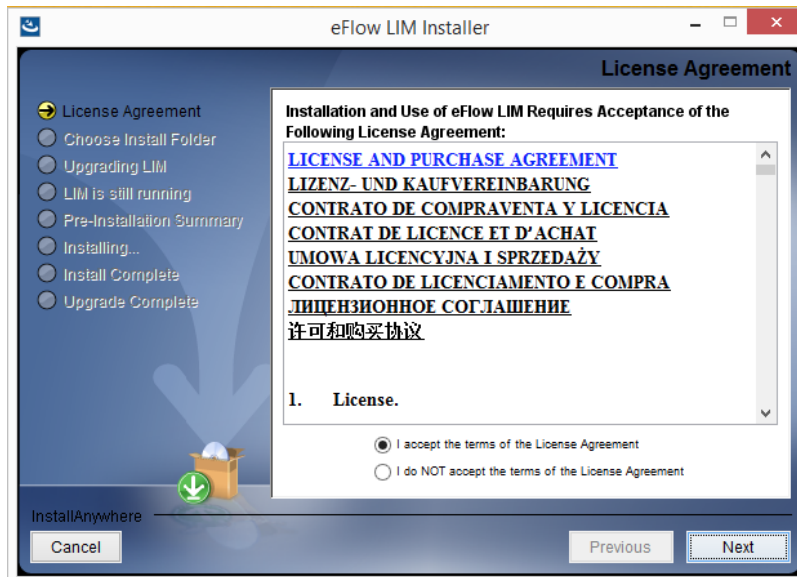 eFlow LIM Installer
License Agreement
License Agreement
Choose Install Folder
Upgrading LIM
LIM is still running
Pre-Installation Summary
Installing...
Install Complete
Upgrade Complete
Installation and Use of eFlow LIM Requires Acceptance of the
Following License Agreement:
LICENSE AND PURCHASE AGREEMENT
LIZENZ- UND KAUFVEREINBARUNG
CONTRATO DE COMPRAVENTA Y LICENCIA
CONTRAT DE LICENCE ET D’ACHAT
UMOWA LICENCYJNA I SPRZEDAŻY
CONTRATO DE LICENCIAMENTO E COMPRA
ЛИЦЕНЗИОННОЕ СОГЛАШЕНИЕ
许可和购买协议
1. License.
I accept the terms of the License Agreement
I do NOT accept the terms of the License Agreement
InstallAnywhere
Cancel Previous Next